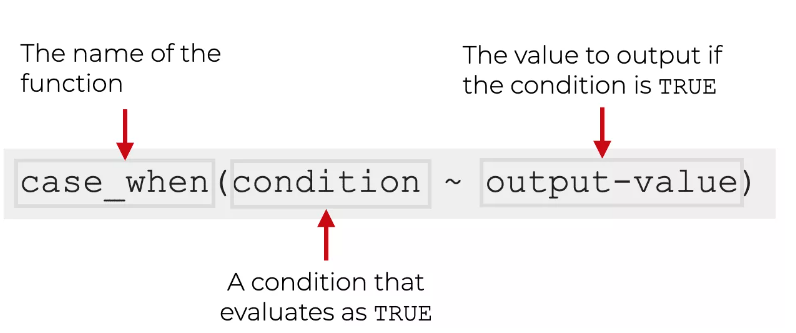 The name of the
function
The value to output if
the condition is TRUE
case_when(condition ~ output-value)
A condition that
evaluates as TRUE